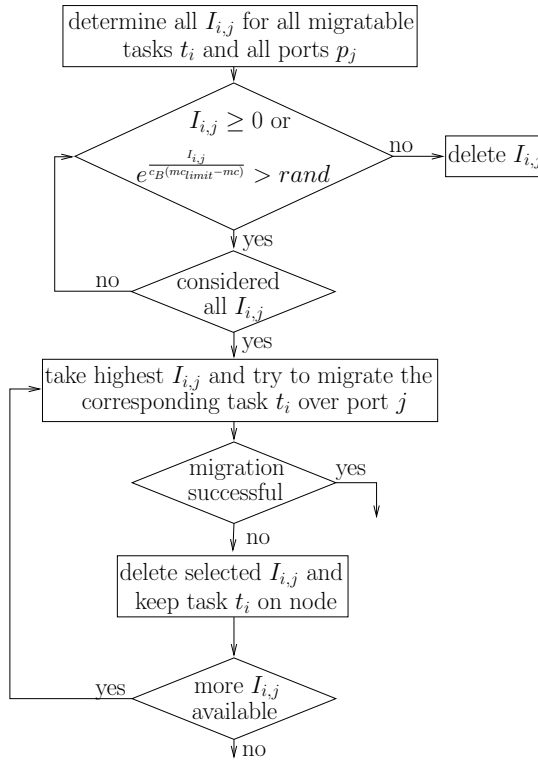 determine all I_{i,j} for all migratable
tasks t_i and all ports p_j
I_{i,j} ≥ 0 or
e^{\frac{I_{i,j}}{c_B(mc_{limit}-mc)}} > rand
no
delete I_{i,j}
yes
no
considered
all I_{i,j}
yes
take highest I_{i,j} and try to migrate the
corresponding task t_i over port j
migration
successful
yes
no
delete selected I_{i,j} and
keep task t_i on node
yes
more I_{i,j}
available
no